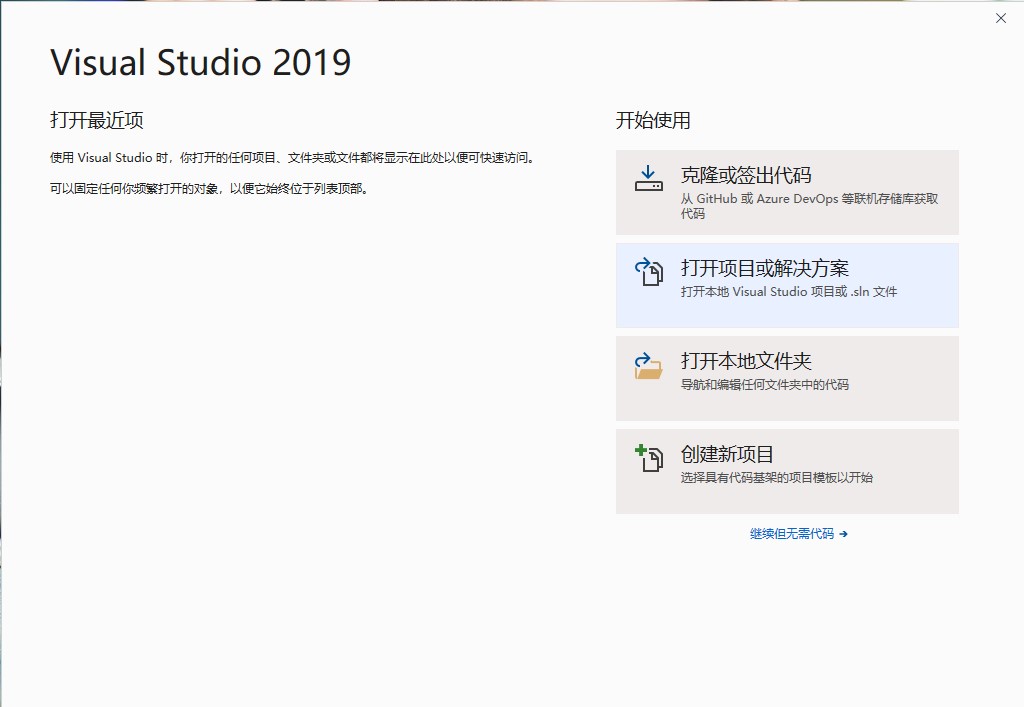 Visual Studio 2019
打开最近项
使用 Visual Studio 时，你打开的任何项目、文件夹或文件都将显示在此处以便可快速访问。
可以固定任何你频繁打开的对象，以便它始终位于列表顶部。
开始使用
克隆或签出代码
从 GitHub 或 Azure DevOps 等联机存储库获取
代码
打开项目或解决方案
打开本地 Visual Studio 项目或 .sln 文件
打开本地文件夹
导航和编辑任何文件夹中的代码
创建新项目
选择具有代码基架的项目模板以开始
继续但无需代码 →